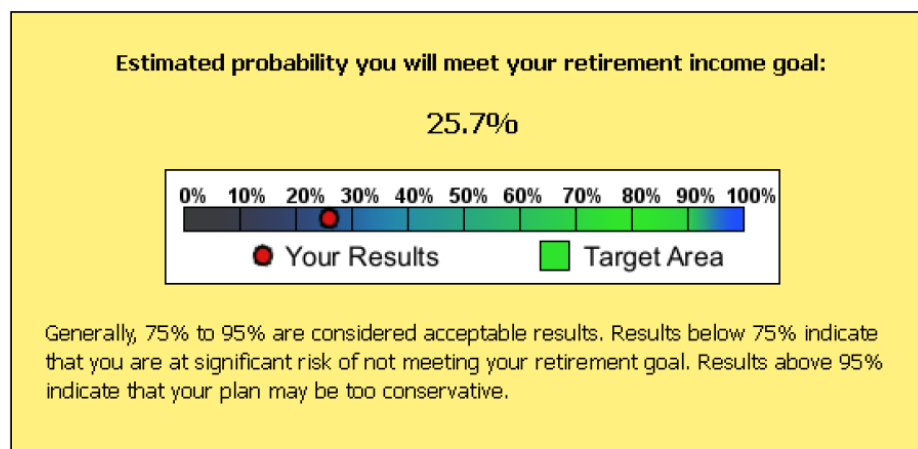 Estimated probability you will meet your retirement income goal:
25.7%
0% 10% 20% 30% 40% 50% 60% 70% 80% 90% 100%
Your Results Target Area
Generally, 75% to 95% are considered acceptable results. Results below 75% indicate
that you are at significant risk of not meeting your retirement goal. Results above 95%
indicate that your plan may be too conservative.